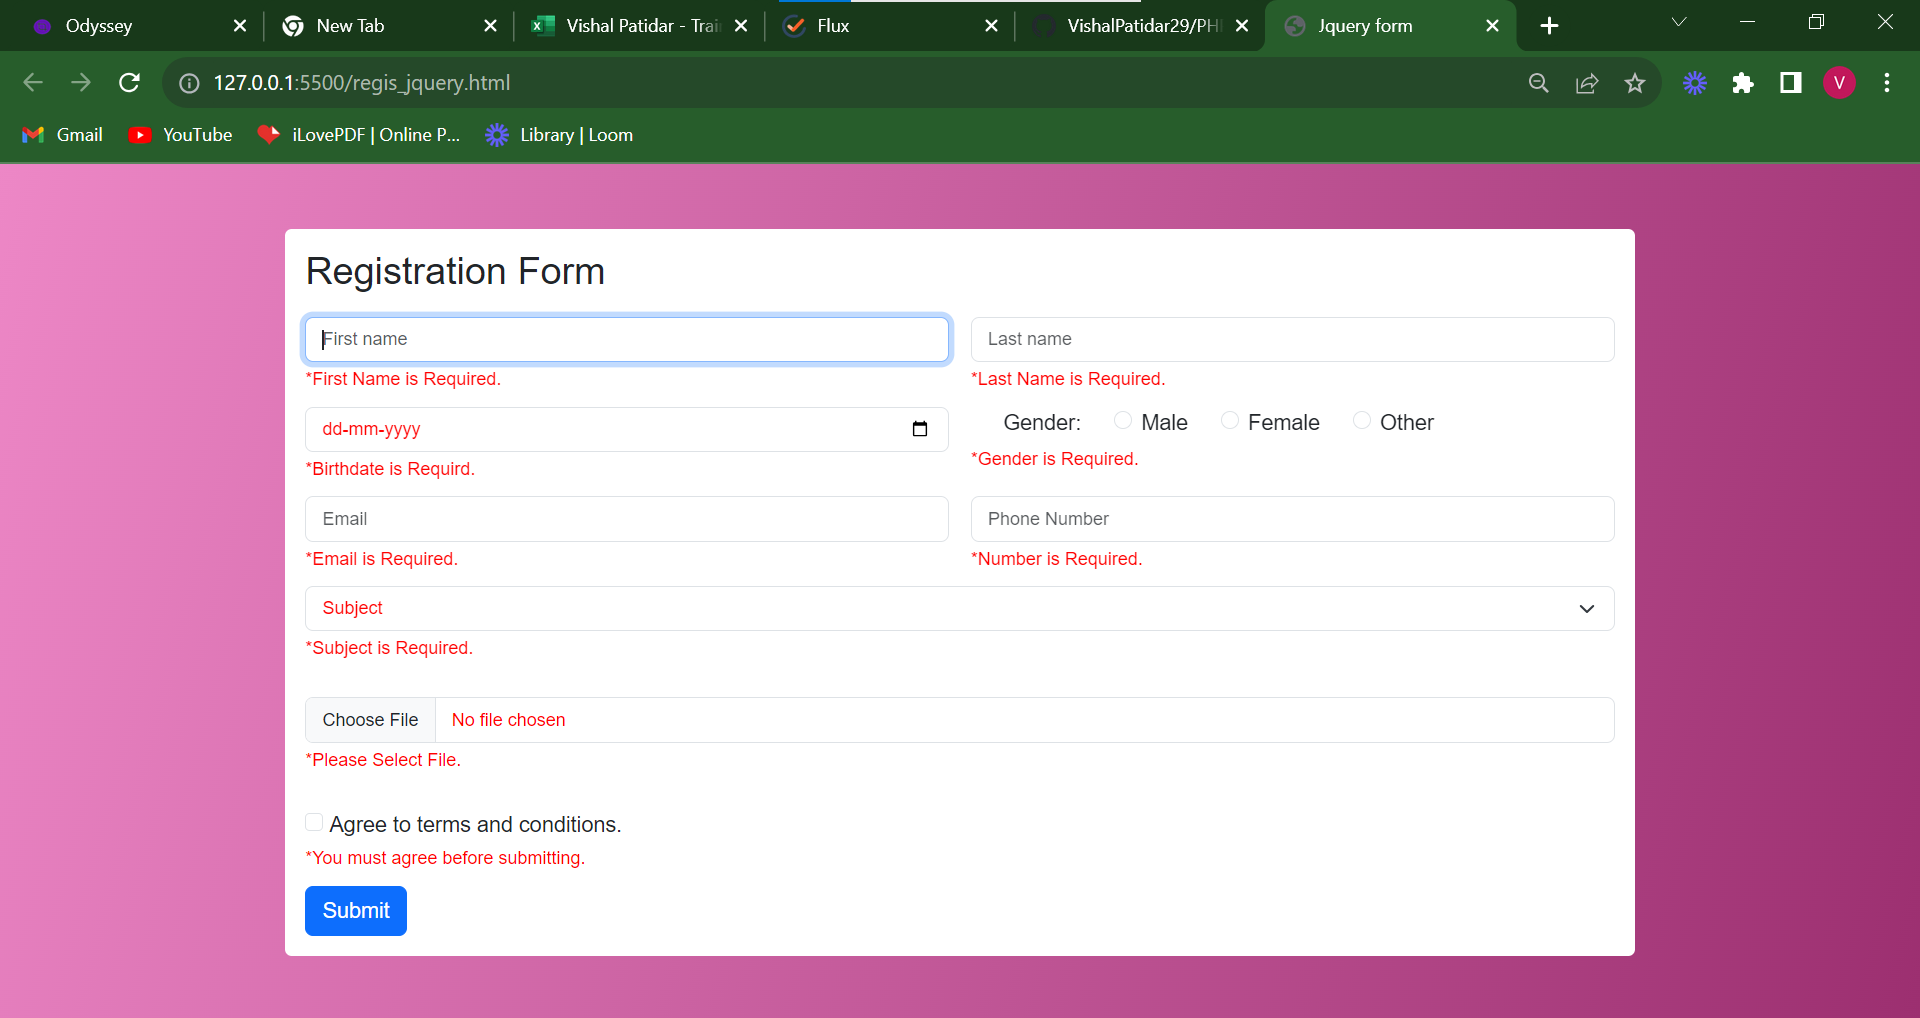 Odyssey
New Tab
Vishal Patidar - Trai
Flux
VishalPatidar29/PH
Jquery form
127.0.0.1:5500/regis_jquery.html
V
Gmail
YouTube
iLovePDF | Online P...
Library | Loom
Registration Form
First name
Last name
*First Name is Required.
*Last Name is Required.
dd-mm-yyyy
Gender: Male Female Other
*Birthdate is Requird.
*Gender is Required.
Email
Phone Number
*Email is Required.
*Number is Required.
Subject
*Subject is Required.
Choose File No file chosen
*Please Select File.
Agree to terms and conditions.
*You must agree before submitting.
Submit